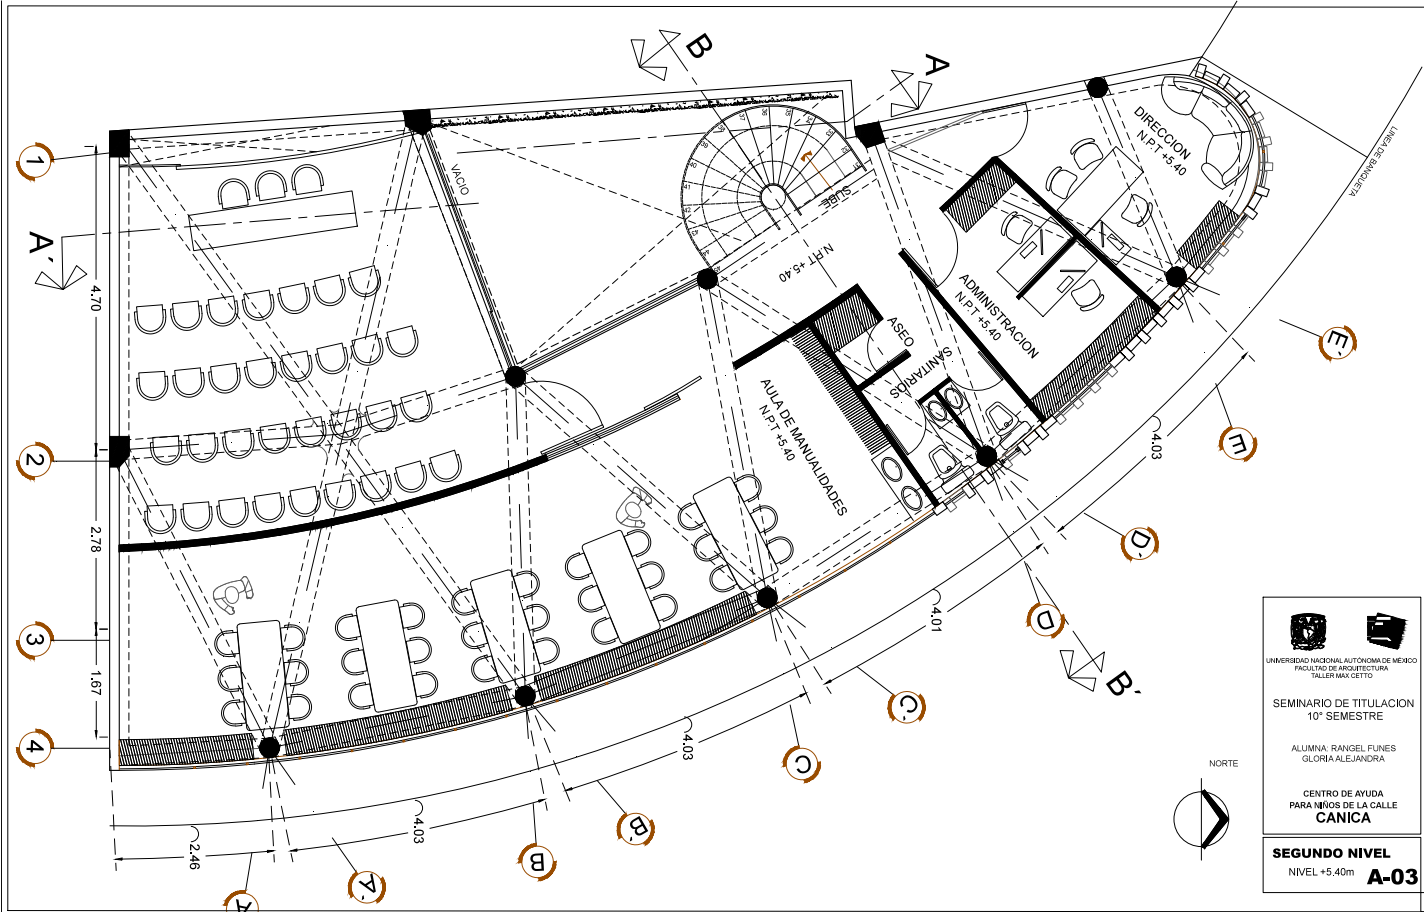 B
A
1
VACIO
SUBE
N.P.T +5.40
DIRECCION
N.P.T +5.40
LINEA DE BANQUETA
A´
4.70
ADMINISTRACION
N.P.T +5.40
ASEO
SANITARIOS
AULA DE MANUALIDADES
N.P.T +5.40
E´
E
4.03
2
2.78
D´
D
4.01
B´
3
1.67
C´
C
4.03
4
B´
B
4.03
A´
2.46
A
NORTE
UNIVERSIDAD NACIONAL AUTÓNOMA DE MÉXICO
FACULTAD DE ARQUITECTURA
TALLER MAX CETTO
SEMINARIO DE TITULACION
10° SEMESTRE
ALUMNA: RANGEL FUNES
GLORIA ALEJANDRA
CENTRO DE AYUDA
PARA NIÑOS DE LA CALLE
CANICA
SEGUNDO NIVEL
NIVEL +5.40m A-03